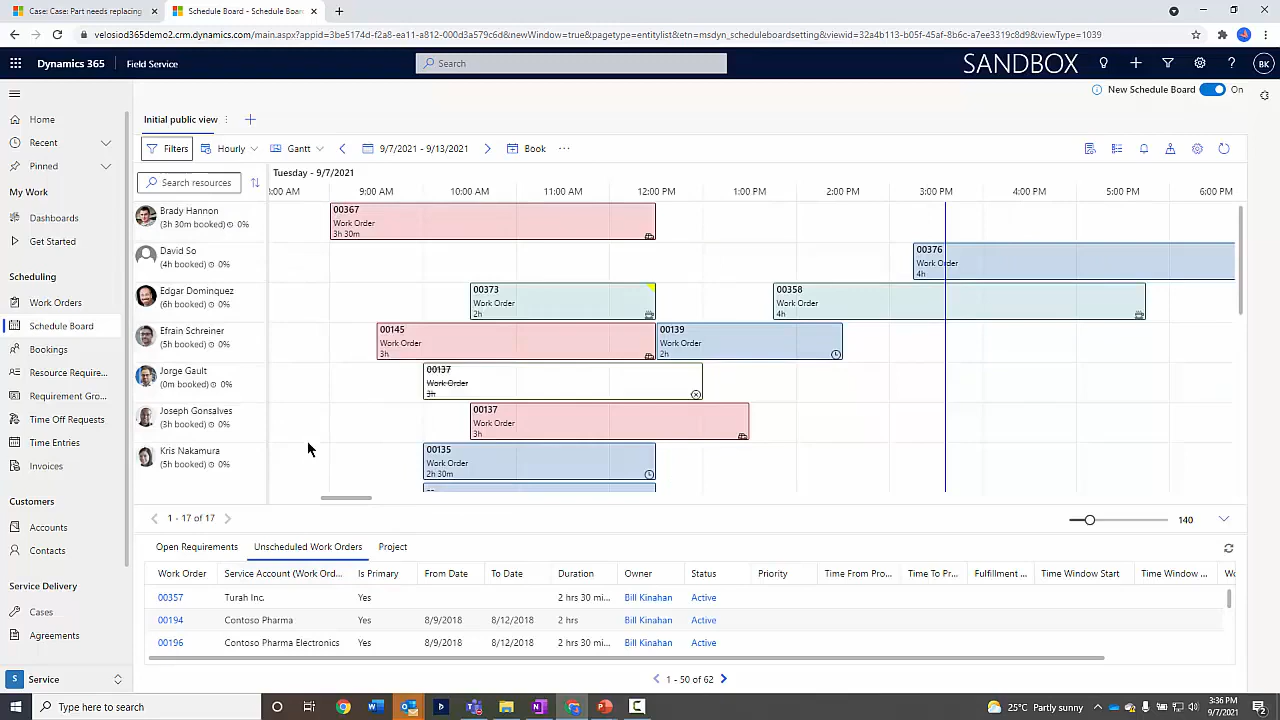 Case: Case: Part needs replacing
Schedule Board - Schedule Boar
velosiod365demo2.crm.dynamics.com/main.aspx?appid=3be5174d-f2a8-ea11-a812-000d3a579c6d&newWindow=true&pagetype=entitylist&etn=msdyn_scheduleboardsetting&viewid=32a4b113-b05f-45af-8b6c-a7ee3319c8d9&viewType=1039
Dynamics 365
Field Service
Search
SANDBOX
BK
New Schedule Board
On
Home
Recent
Pinned
My Work
Dashboards
Get Started
Scheduling
Work Orders
Schedule Board
Bookings
Resource Require...
Requirement Gro...
Time Off Requests
Time Entries
Invoices
Customers
Accounts
Contacts
Service Delivery
Cases
Agreements
S
Service
Initial public view
Filters
Hourly
Gantt
9/7/2021 - 9/13/2021
Book
Search resources
Tuesday - 9/7/2021
:00 AM 9:00 AM 10:00 AM 11:00 AM 12:00 PM 1:00 PM 2:00 PM 3:00 PM 4:00 PM 5:00 PM 6:00 PM
Brady Hannon
(3h 30m booked) 0%
00367
Work Order
3h 30m
David So
(4h booked) 0%
00376
Work Order
4h
Edgar Dominquez
(6h booked) 0%
00373
Work Order
2h
00358
Work Order
4h
Efrain Schreiner
(5h booked) 0%
00145
Work Order
3h
00139
Work Order
2h
Jorge Gault
(0m booked) 0%
00137
Work Order
3h
Joseph Gonsalves
(3h booked) 0%
00137
Work Order
3h
Kris Nakamura
(5h booked) 0%
00135
Work Order
2h 30m
1 - 17 of 17
140
Open Requirements Unscheduled Work Orders Project
Work Order Service Account (Work Ord... Is Primary From Date To Date Duration Owner Status Priority Time From Pro... Time To Pr... Fulfillment ... Time Window Start Time Window ... Wo
00357 Turah Inc. Yes 2 hrs 30 mi... Bill Kinahan Active
00194 Contoso Pharma Yes 8/9/2018 8/12/2018 2 hrs Bill Kinahan Active
00196 Contoso Pharma Electronics Yes 8/9/2018 8/12/2018 2 hrs 30 mi... Bill Kinahan Active
1 - 50 of 62
Type here to search
25°C Partly sunny
3:36 PM
9/7/2021